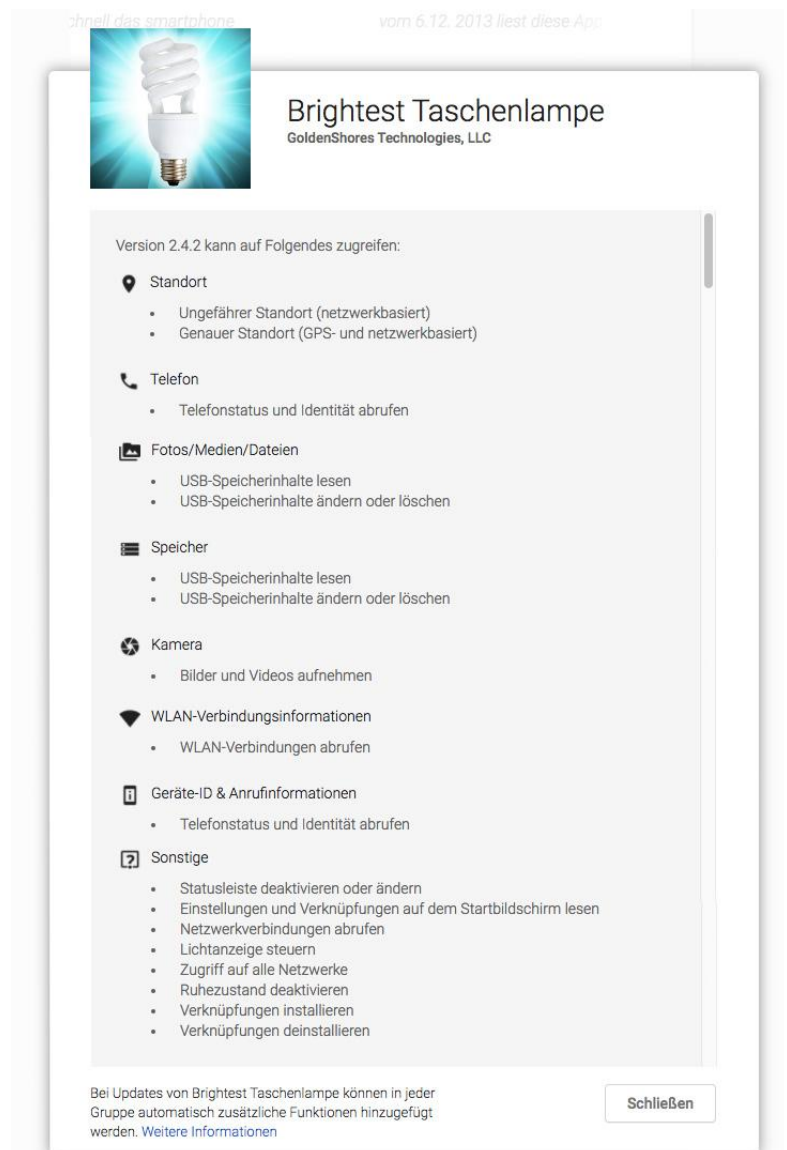 chnell das smartphone vom 6.12. 2013 liest diese App
Brightest Taschenlampe
GoldenShores Technologies, LLC
Version 2.4.2 kann auf Folgendes zugreifen:
Standort
• Ungefährer Standort (netzwerkbasiert)
• Genauer Standort (GPS- und netzwerkbasiert)
Telefon
• Telefonstatus und Identität abrufen
Fotos/Medien/Dateien
• USB-Speicherinhalte lesen
• USB-Speicherinhalte ändern oder löschen
Speicher
• USB-Speicherinhalte lesen
• USB-Speicherinhalte ändern oder löschen
Kamera
• Bilder und Videos aufnehmen
WLAN-Verbindungsinformationen
• WLAN-Verbindungen abrufen
Geräte-ID & Anrufinformationen
• Telefonstatus und Identität abrufen
Sonstige
• Statusleiste deaktivieren oder ändern
• Einstellungen und Verknüpfungen auf dem Startbildschirm lesen
• Netzwerkverbindungen abrufen
• Lichtanzeige steuern
• Zugriff auf alle Netzwerke
• Ruhezustand deaktivieren
• Verknüpfungen installieren
• Verknüpfungen deinstallieren
Bei Updates von Brightest Taschenlampe können in jeder
Gruppe automatisch zusätzliche Funktionen hinzugefügt
werden. Weitere Informationen
Schließen